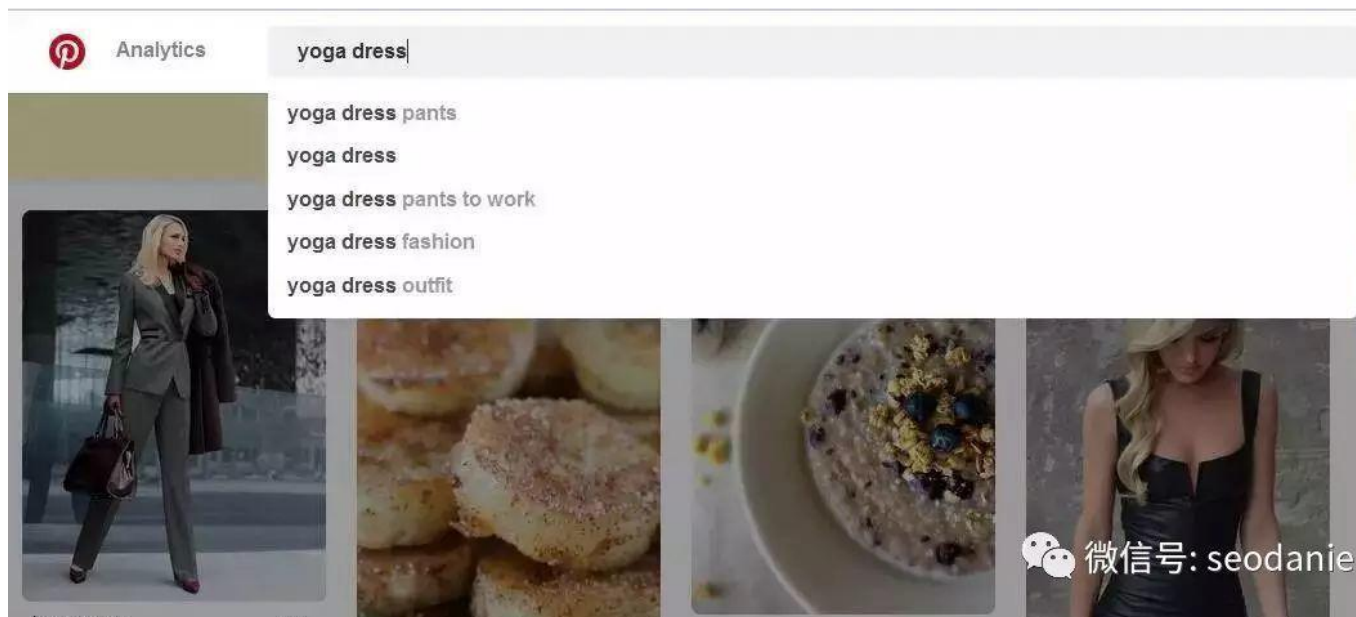 Analytics
yoga dress
yoga dress pants
yoga dress
yoga dress pants to work
yoga dress fashion
yoga dress outfit
微信号: seodanie